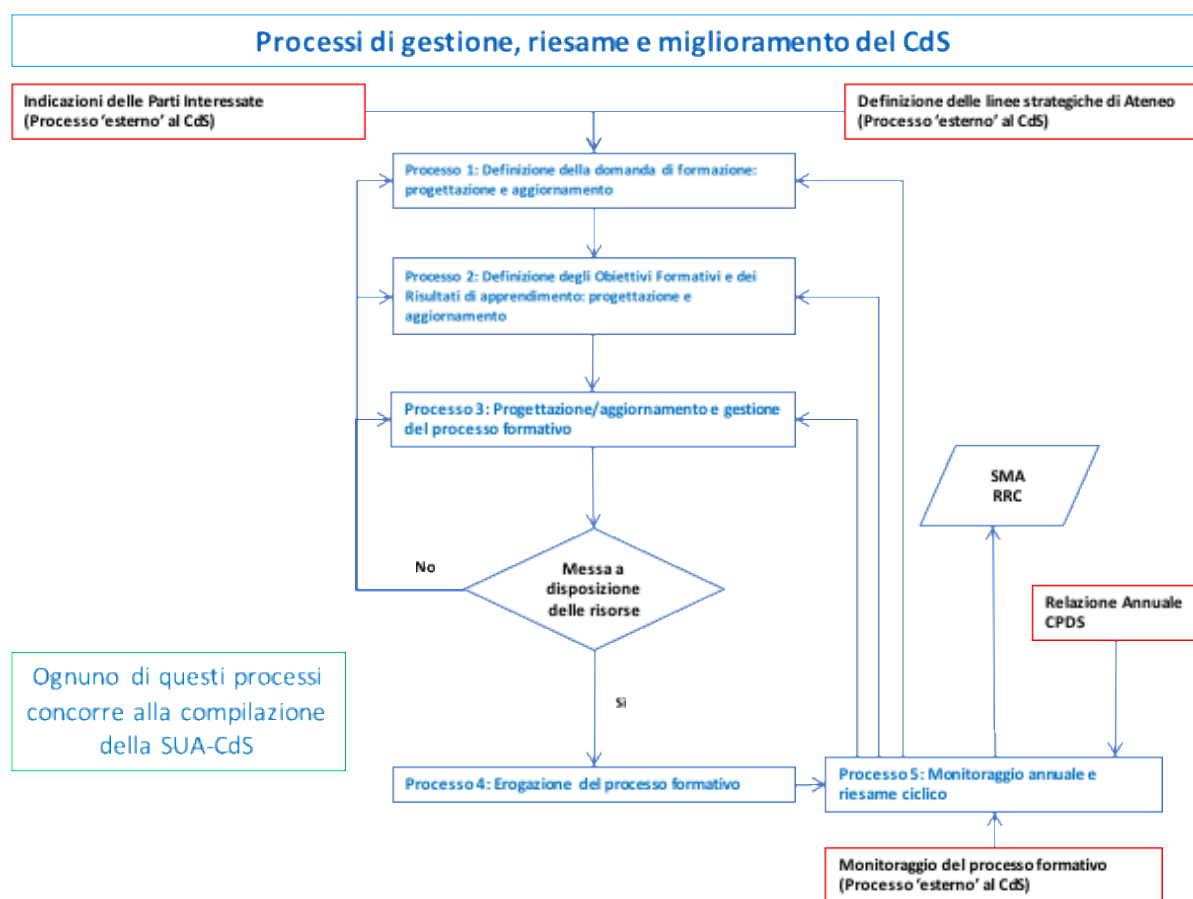 Processi di gestione, riesame e miglioramento del CdS
Indicazioni delle Parti Interessate
(Processo 'esterno' al CdS)
Definizione delle linee strategiche di Ateneo
(Processo 'esterno' al CdS)
Processo 1: Definizione della domanda di formazione:
progettazione e aggiornamento
Processo 2: Definizione degli Obiettivi Formativi e dei
Risultati di apprendimento: progettazione e
aggiornamento
Processo 3: Progettazione/aggiornamento e gestione
del processo formativo
SMA
RRC
No
Messa a
disposizione
delle risorse
Relazione Annuale
CPDS
Ognuno di questi processi
concorre alla compilazione
della SUA-CdS
Sì
Processo 4: Erogazione del processo formativo
Processo 5: Monitoraggio annuale e
riesame ciclico
Monitoraggio del processo formativo
(Processo 'esterno' al CdS)